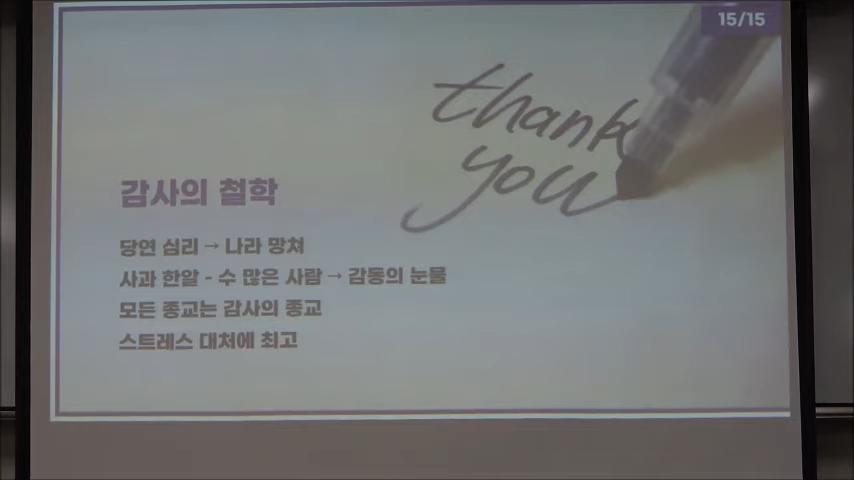 15/15
thank
you
감사의 철학
당연 심리 → 나라 망쳐
사과 한알 - 수 많은 사람 → 감동의 눈물
모든 종교는 감사의 종교
스트레스 대처에 최고